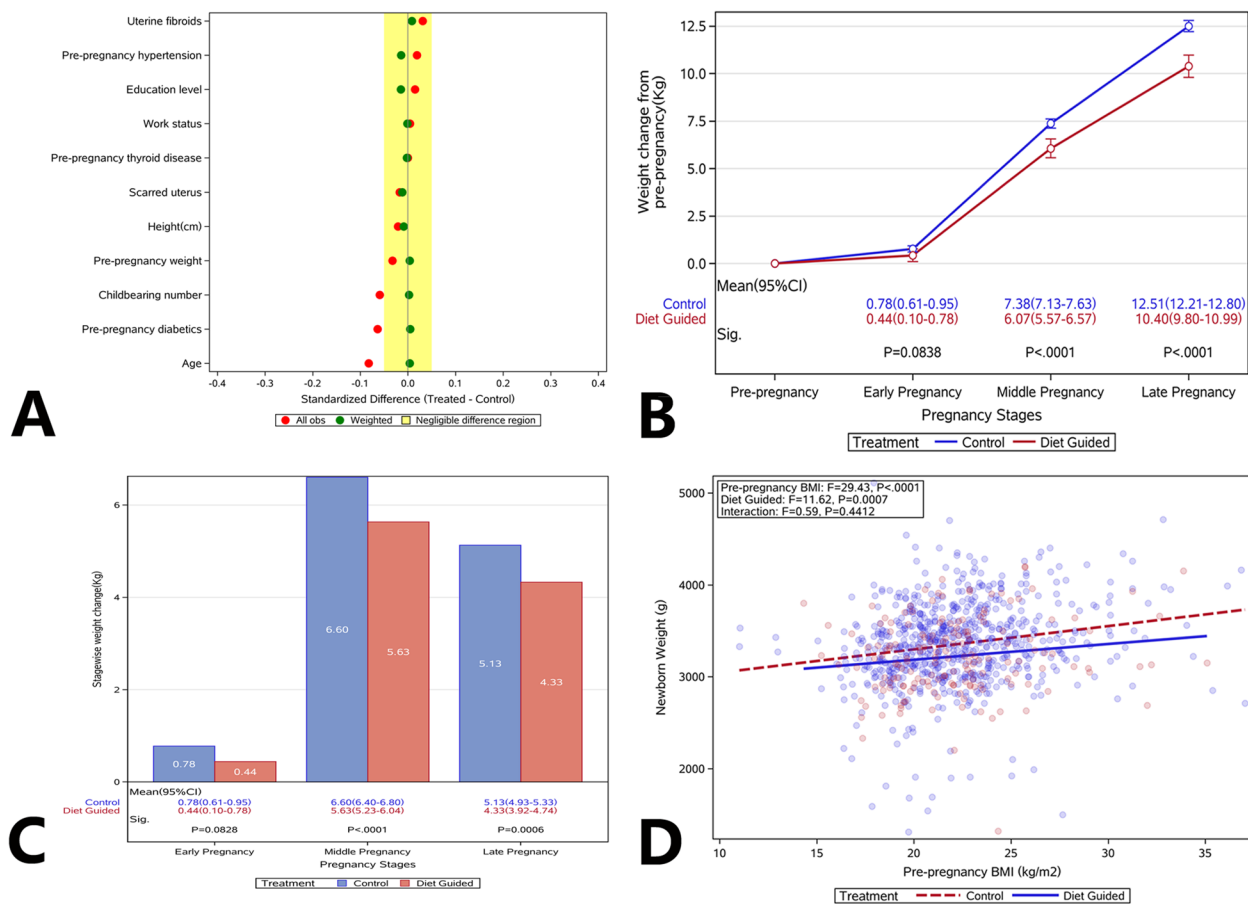 Uterine fibroids
Pre-pregnancy hypertension
Education level
Work status
Pre-pregnancy thyroid disease
Scarred uterus
Height(cm)
Pre-pregnancy weight
Childbearing number
Pre-pregnancy diabetics
Age
-0.4 -0.3 -0.2 -0.1 0.0 0.1 0.2 0.3 0.4
Standardized Difference (Treated - Control)
All obs Weighted Negligible difference region
A
Weight change from
pre-pregnancy(Kg)
12.5
10.0
7.5
5.0
2.5
0.0
Mean(95%CI)
Control 0.78(0.61-0.95) 7.38(7.13-7.63) 12.51(12.21-12.80)
Diet Guided 0.44(0.10-0.78) 6.07(5.57-6.57) 10.40(9.80-10.99)
Sig.
P=0.0838 P<.0001 P<.0001
Pre-pregnancy Early Pregnancy Middle Pregnancy Late Pregnancy
Pregnancy Stages
Treatment Control Diet Guided
B
Stagewise weight change(Kg)
6
4
2
0
0.78 0.44 6.60 5.63 5.13 4.33
Mean(95%CI)
Control 0.78(0.61-0.95) 6.60(6.40-6.80) 5.13(4.93-5.33)
Diet Guided 0.44(0.10-0.78) 5.63(5.23-6.04) 4.33(3.92-4.74)
Sig.
P=0.0828 P<.0001 P=0.0006
Early Pregnancy Middle Pregnancy Late Pregnancy
Pregnancy Stages
Treatment Control Diet Guided
C
Pre-pregnancy BMI: F=29.43, P<.0001
Diet Guided: F=11.62, P=0.0007
Interaction: F=0.59, P=0.4412
Newborn Weight (g)
5000
4000
3000
2000
10 15 20 25 30 35
Pre-pregnancy BMI (kg/m2)
Treatment Control Diet Guided
D